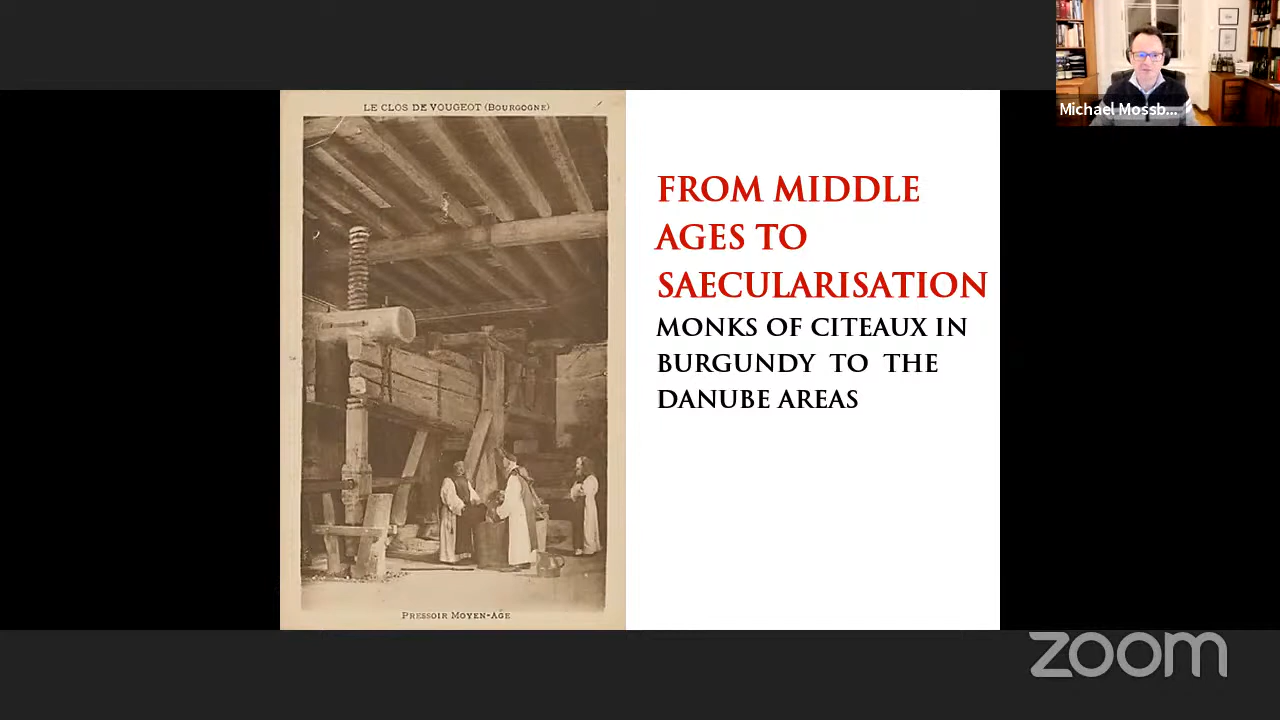 LE CLOS DE VOUGEOT (BOURGOGNE)
PRESSOIR MOYEN-AGE
FROM MIDDLE
AGES TO
SAECULARISATION
MONKS OF CITEAUX IN
BURGUNDY TO THE
DANUBE AREAS
Michael Mossb...
zoom